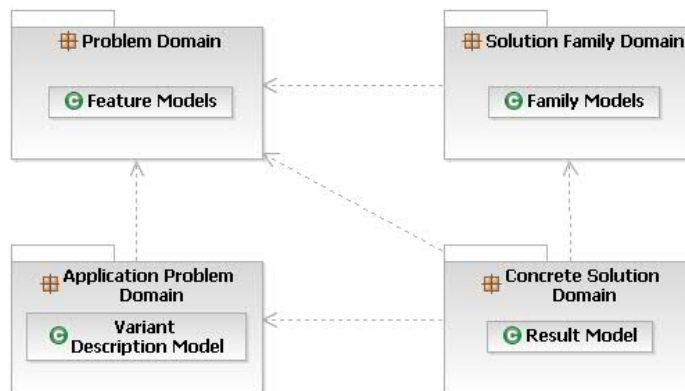 Problem Domain
Feature Models
Solution Family Domain
Family Models
Application Problem
Domain
Variant
Description Model
Concrete Solution
Domain
Result Model